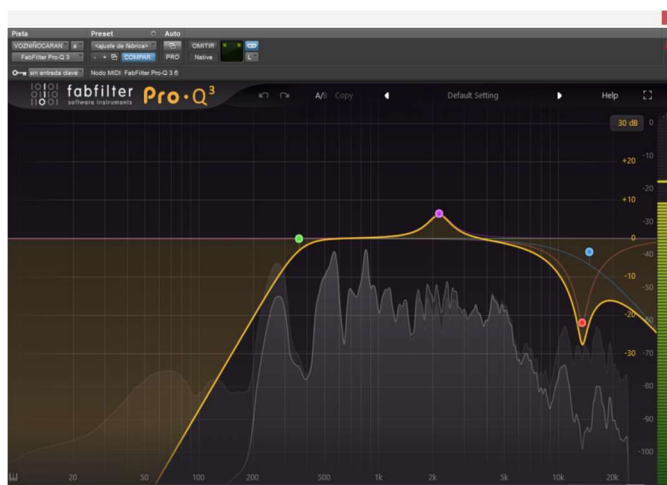 Pista Preset Auto
VOZNIÑOCARAN a <ajuste de fábrica> OMITIR
FabFilter Pro-Q 3 - + COMPAR PRO Native L
sin entrada clave Nodo MIDI: FabFilter Pro-Q 3 6
fabfilter software instruments Pro·Q3 A/B Copy Default Setting Help
30 dB 0
+20 -10
-20
+10
-30
0
-40
-10
-50
-20 -60
-30
-70
-80
-90
-100
20 50 100 200 500 1k 2k 5k 10k 20k